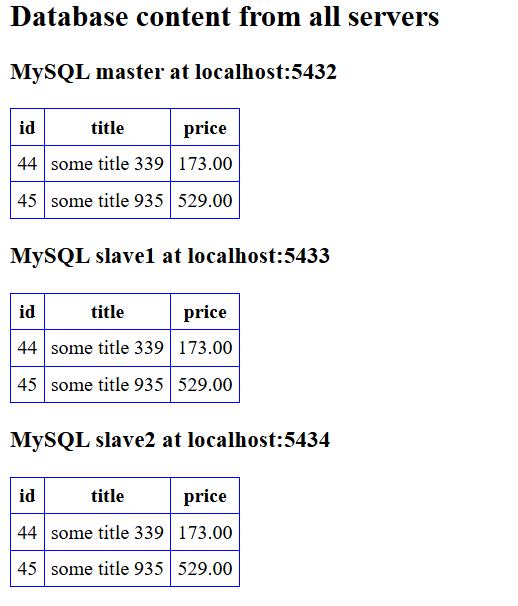 Database content from all servers
MySQL master at localhost:5432
id title price
44 some title 339 173.00
45 some title 935 529.00
MySQL slave1 at localhost:5433
id title price
44 some title 339 173.00
45 some title 935 529.00
MySQL slave2 at localhost:5434
id title price
44 some title 339 173.00
45 some title 935 529.00